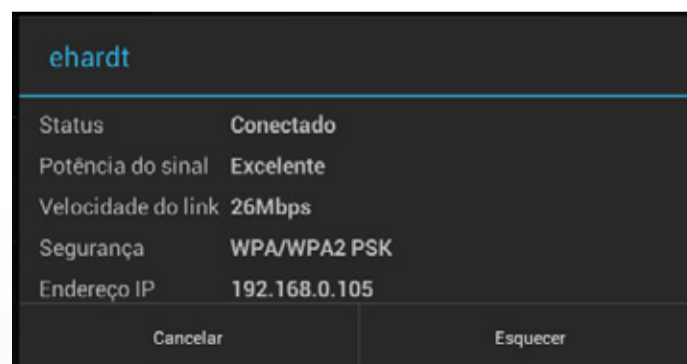 ehardt
Status Conectado
Potência do sinal Excelente
Velocidade do link 26Mbps
Segurança WPA/WPA2 PSK
Endereço IP 192.168.0.105
Cancelar Esquecer